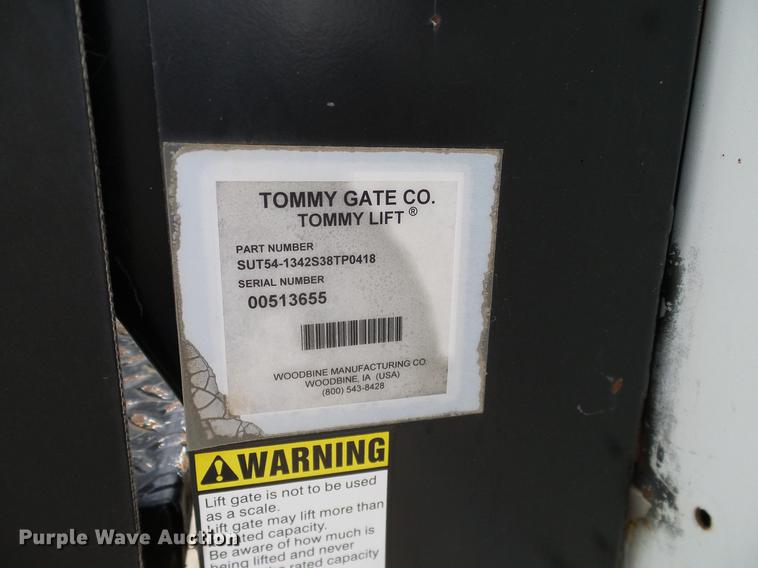 TOMMY GATE CO.
TOMMY LIFT ®
PART NUMBER
SUT54-1342S38TP0418
SERIAL NUMBER
00513655
WOODBINE MANUFACTURING CO.
WOODBINE, IA (USA)
(800) 543-8428
WARNING
Lift gate is not to be used
as a scale.
Lift gate may lift more than
rated capacity.
Be aware of how much is
being lifted and never
rated capacity
Purple Wave Auction